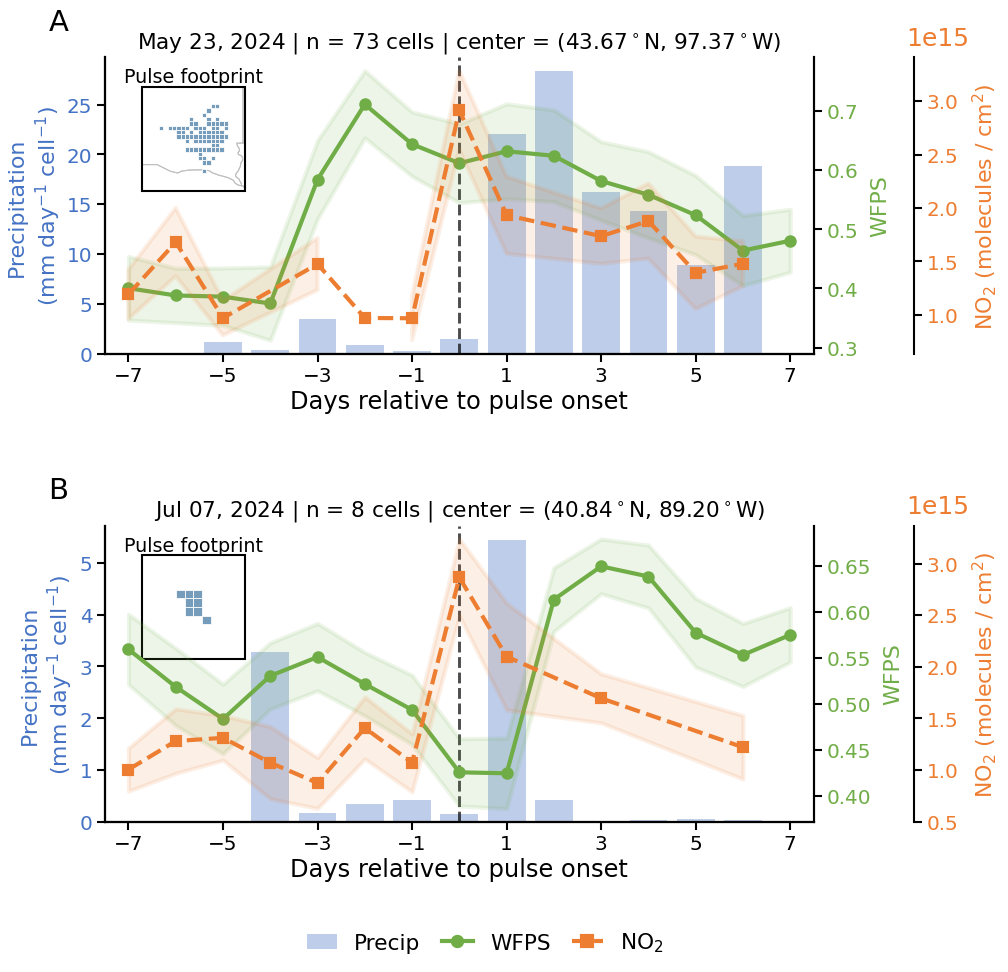 A
May 23, 2024 | n = 73 cells | center = (43.67°N, 97.37°W)
1e15
Pulse footprint
Precipitation
(mm day⁻¹ cell⁻¹)
25
20
15
10
5
0
0.7
0.6
0.5
0.4
0.3
WFPS
3.0
2.5
2.0
1.5
1.0
NO₂ (molecules / cm²)
−7 −5 −3 −1 1 3 5 7
Days relative to pulse onset
B
Jul 07, 2024 | n = 8 cells | center = (40.84°N, 89.20°W)
1e15
Pulse footprint
Precipitation
(mm day⁻¹ cell⁻¹)
5
4
3
2
1
0
0.65
0.60
0.55
0.50
0.45
0.40
WFPS
3.0
2.5
2.0
1.5
1.0
0.5
NO₂ (molecules / cm²)
−7 −5 −3 −1 1 3 5 7
Days relative to pulse onset
Precip WFPS NO₂